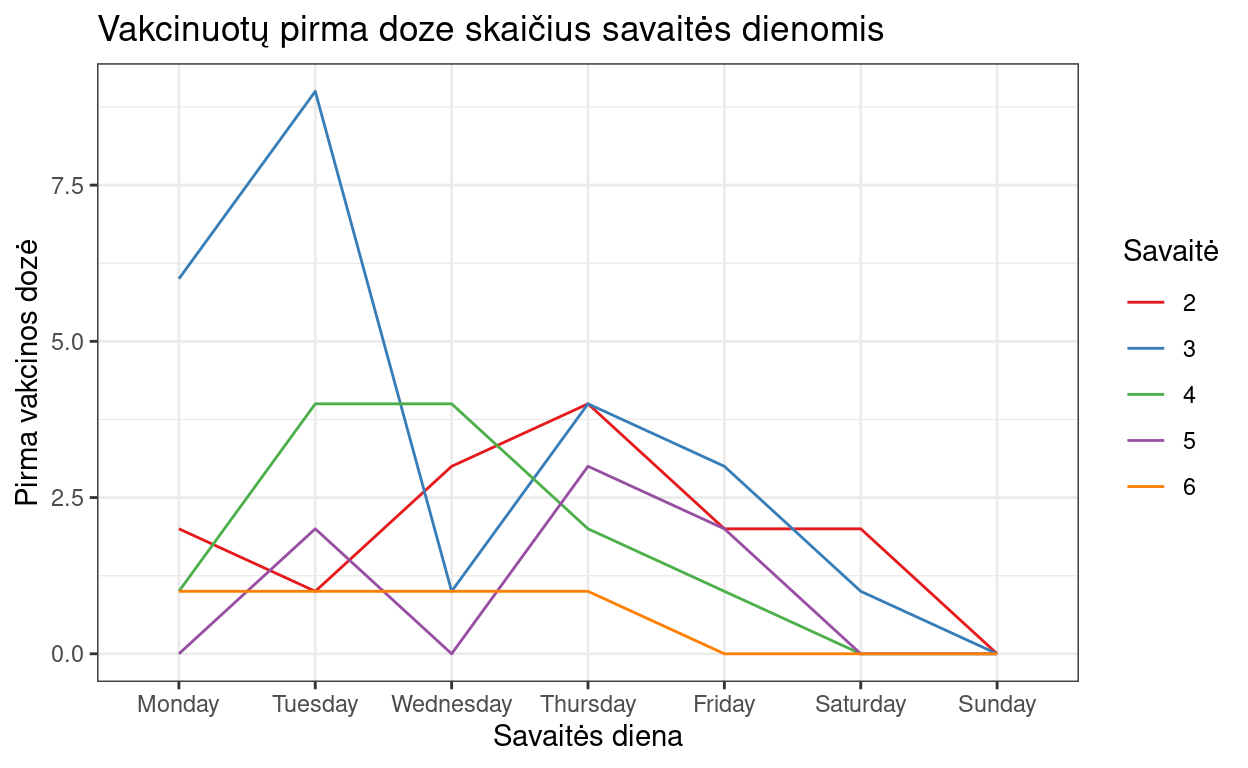 Vakcinuotų pirma doze skaičius savaitės dienomis
Pirma vakcinos dozė
7.5
5.0
2.5
0.0
Monday Tuesday Wednesday Thursday Friday Saturday Sunday
Savaitės diena
Savaitė
2
3
4
5
6